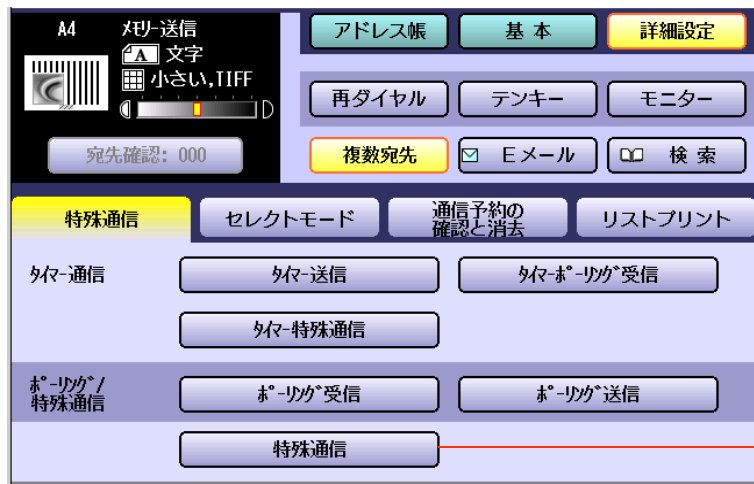 A4 ﾒﾓﾘｰ送信
A 文字
小さい,TIFF
宛先確認: 000
アドレス帳 基本 詳細設定
再ダイヤル テンキー モニター
複数宛先 Eメール 検索
特殊通信 セレクトモード 通信予約の
確認と消去 リストプリント
ﾀｲﾏｰ通信 ﾀｲﾏｰ送信 ﾀｲﾏｰﾎﾟｰﾘﾝｸﾞ受信
ﾀｲﾏｰ特殊通信
ﾎﾟｰﾘﾝｸﾞ/
特殊通信 ﾎﾟｰﾘﾝｸﾞ受信 ﾎﾟｰﾘﾝｸﾞ送信
特殊通信